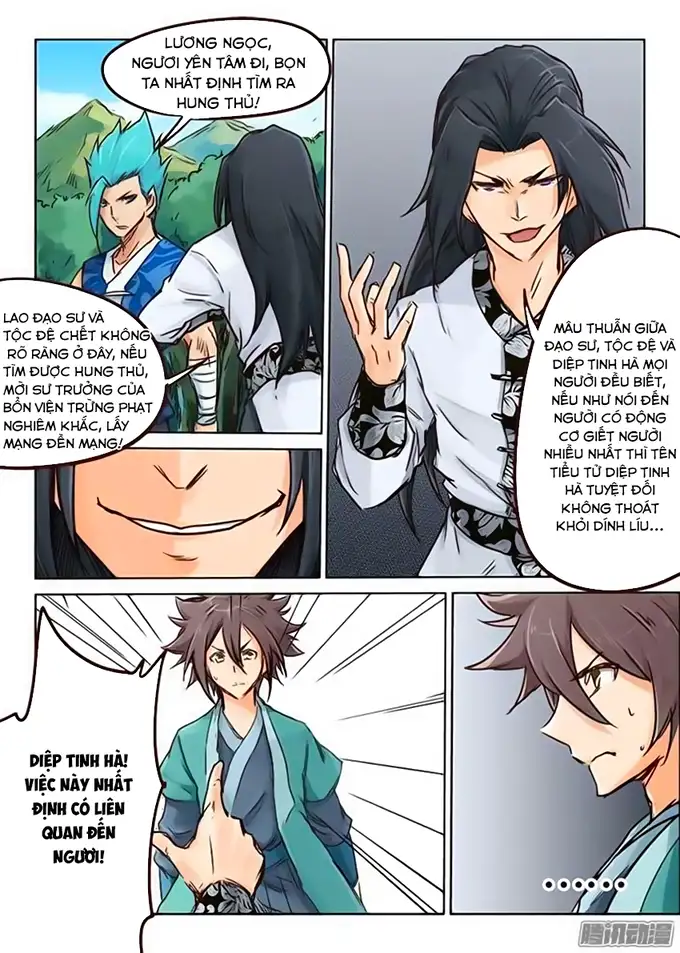 LƯƠNG NGỌC,
NGƯƠI YÊN TÂM ĐI, BỌN
TA NHẤT ĐỊNH TÌM RA
HUNG THỦ!
LAO ĐẠO SƯ VÀ
TỘC ĐỆ CHẾT KHÔNG
RÕ RÀNG Ở ĐÂY, NẾU
TÌM ĐƯỢC HUNG THỦ,
MỜI SƯ TRƯỞNG CỦA
BỔN VIỆN TRỪNG PHẠT
NGHIÊM KHẮC, LẤY
MẠNG ĐỀN MẠNG!
MÂU THUẪN GIỮA
ĐẠO SƯ, TỘC ĐỆ VÀ
DIỆP TINH HÀ MỌI
NGƯỜI ĐỀU BIẾT,
NẾU NHƯ NÓI ĐẾN
NGƯỜI CÓ ĐỘNG
CƠ GIẾT NGƯỜI
NHIỀU NHẤT THÌ TÊN
TIỂU TỬ DIỆP TINH
HÀ TUYỆT ĐỐI
KHÔNG THOÁT
KHỎI DÍNH LÍU...
DIỆP TINH HÀ!
VIỆC NÀY NHẤT
ĐỊNH CÓ LIÊN
QUAN ĐẾN
NGƯƠI!
腾讯动漫